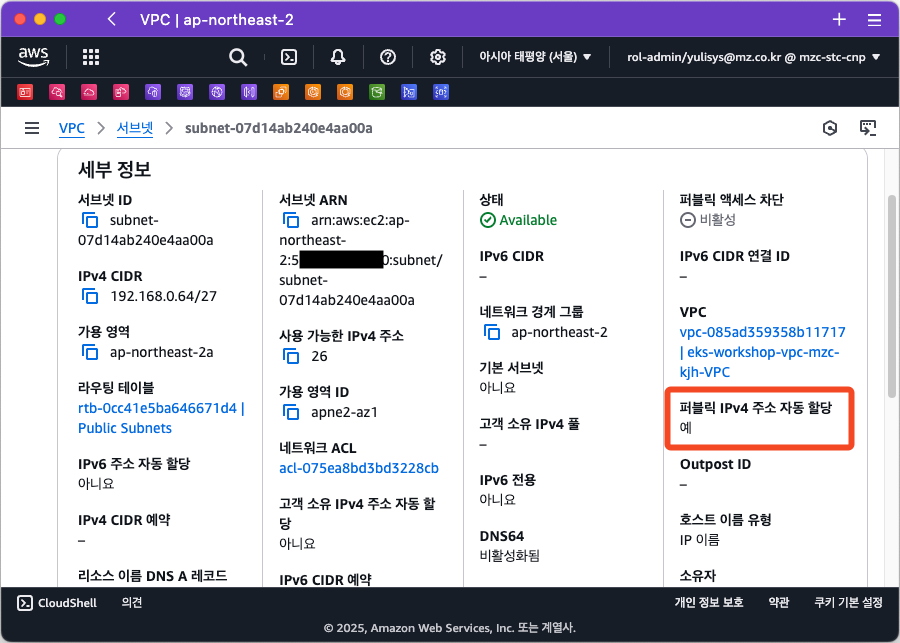 VPC | ap-northeast-2
aws
아시아 태평양 (서울)
rol-admin/yulisys@mz.co.kr @ mzc-stc-cnp
VPC
서브넷
subnet-07d14ab240e4aa00a
세부 정보
서브넷 ID
subnet-
07d14ab240e4aa00a
IPv4 CIDR
192.168.0.64/27
가용 영역
ap-northeast-2a
라우팅 테이블
rtb-0cc41e5ba646671d4 |
Public Subnets
IPv6 주소 자동 할당
아니요
IPv4 CIDR 예약
–
리소스 이름 DNS A 레코드
서브넷 ARN
arn:aws:ec2:ap-
northeast-
2:5
0:subnet/
subnet-
07d14ab240e4aa00a
사용 가능한 IPv4 주소
26
가용 영역 ID
apne2-az1
네트워크 ACL
acl-075ea8bd3bd3228cb
고객 소유 IPv4 주소 자동 할
당
아니요
IPv6 CIDR 예약
상태
Available
IPv6 CIDR
–
네트워크 경계 그룹
ap-northeast-2
기본 서브넷
아니요
고객 소유 IPv4 풀
–
IPv6 전용
아니요
DNS64
비활성화됨
퍼블릭 액세스 차단
비활성
IPv6 CIDR 연결 ID
–
VPC
vpc-085ad359358b11717
| eks-workshop-vpc-mzc-
kjh-VPC
퍼블릭 IPv4 주소 자동 할당
예
Outpost ID
–
호스트 이름 유형
IP 이름
소유자
CloudShell
의견
개인 정보 보호
약관
쿠키 기본 설정
© 2025, Amazon Web Services, Inc. 또는 계열사.